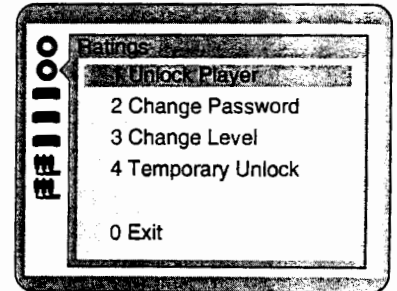 Ratings
1 Unlock Player
2 Change Password
3 Change Level
4 Temporary Unlock
0 Exit